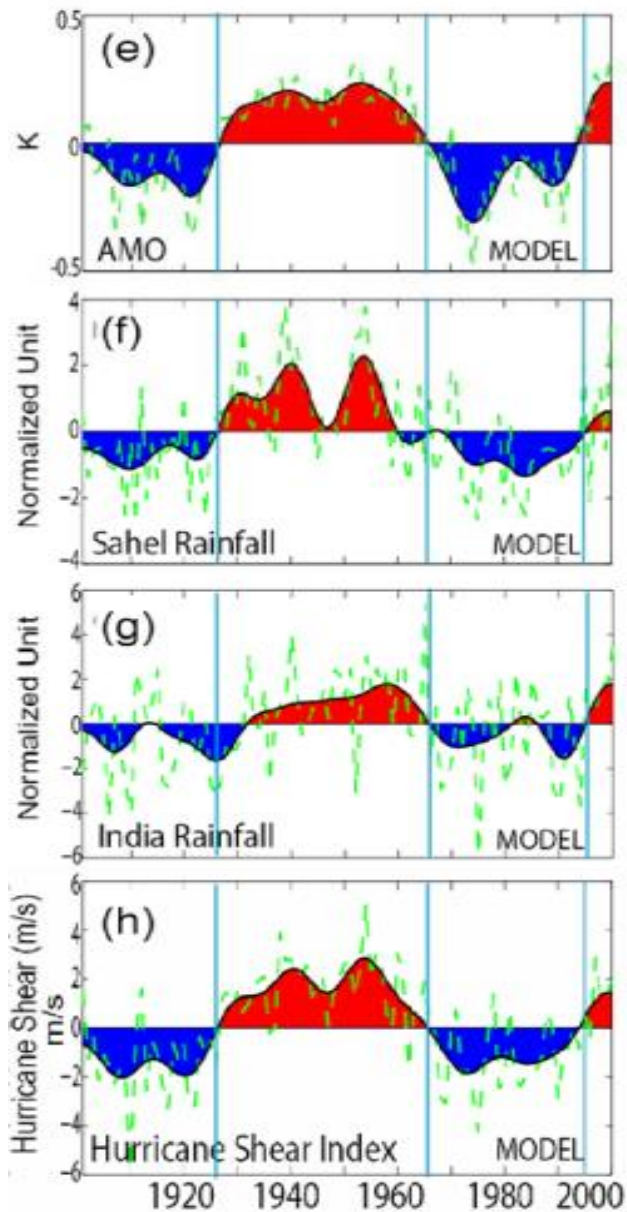 0.5
(e)
K
0
-0.5
AMO
MODEL
4
(f)
2
Normalized Unit
0
-2
-4
Sahel Rainfall
MODEL
6
(g)
4
2
Normalized Unit
0
-2
-4
-6
India Rainfall
MODEL
6
(h)
4
2
Hurricane Shear (m/s)
m/s
0
-2
-4
-6
Hurricane Shear Index
MODEL
1920 1940 1960 1980 2000